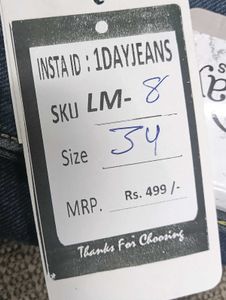 INSTA ID : 1DAYJEANS
SKU LM- 8
Size 34
MRP. Rs. 499 /-
Thanks For Choosing